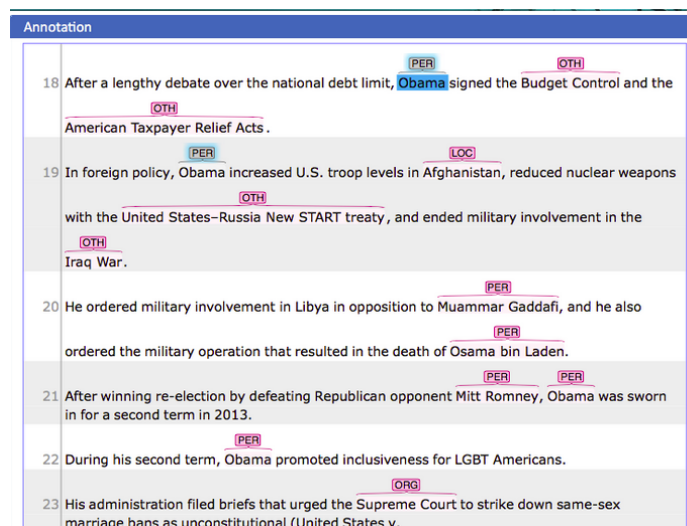 Annotation
PER OTH
18 After a lengthy debate over the national debt limit, Obama signed the Budget Control and the
OTH
American Taxpayer Relief Acts.
PER LOC
19 In foreign policy, Obama increased U.S. troop levels in Afghanistan, reduced nuclear weapons
OTH
with the United States–Russia New START treaty, and ended military involvement in the
OTH
Iraq War.
PER
20 He ordered military involvement in Libya in opposition to Muammar Gaddafi, and he also
PER
ordered the military operation that resulted in the death of Osama bin Laden.
PER PER
21 After winning re-election by defeating Republican opponent Mitt Romney, Obama was sworn
in for a second term in 2013.
PER
22 During his second term, Obama promoted inclusiveness for LGBT Americans.
ORG
23 His administration filed briefs that urged the Supreme Court to strike down same-sex
marriage bans as unconstitutional (United States v.